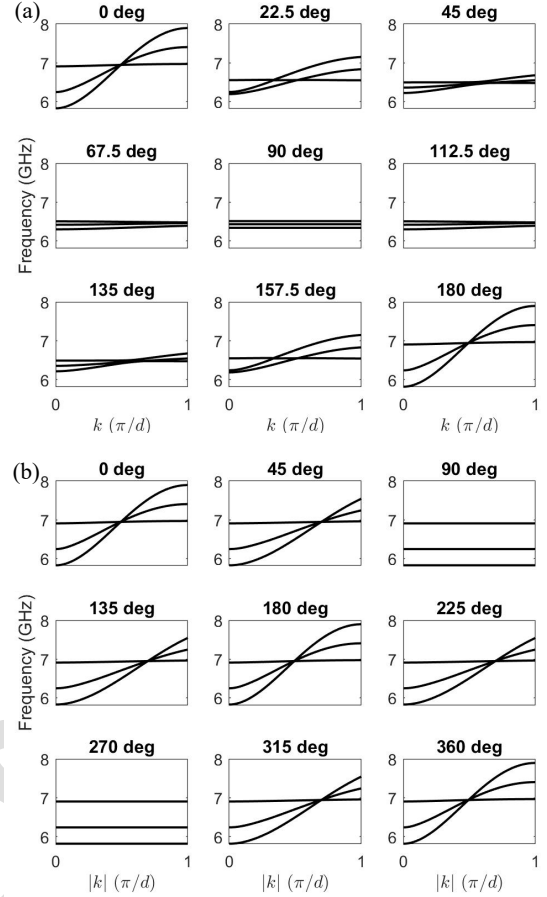 (a)
0 deg 22.5 deg 45 deg
8 8 8
7 7 7
6 6 6
67.5 deg 90 deg 112.5 deg
Frequency (GHz)
8 8 8
7 7 7
6 6 6
135 deg 157.5 deg 180 deg
8 8 8
7 7 7
6 6 6
0 1 0 1 0 1
k (π/d) k (π/d) k (π/d)
(b)
0 deg 45 deg 90 deg
8 8 8
7 7 7
6 6 6
135 deg 180 deg 225 deg
Frequency (GHz)
8 8 8
7 7 7
6 6 6
270 deg 315 deg 360 deg
8 8 8
7 7 7
6 6 6
0 1 0 1 0 1
|k| (π/d) |k| (π/d) |k| (π/d)